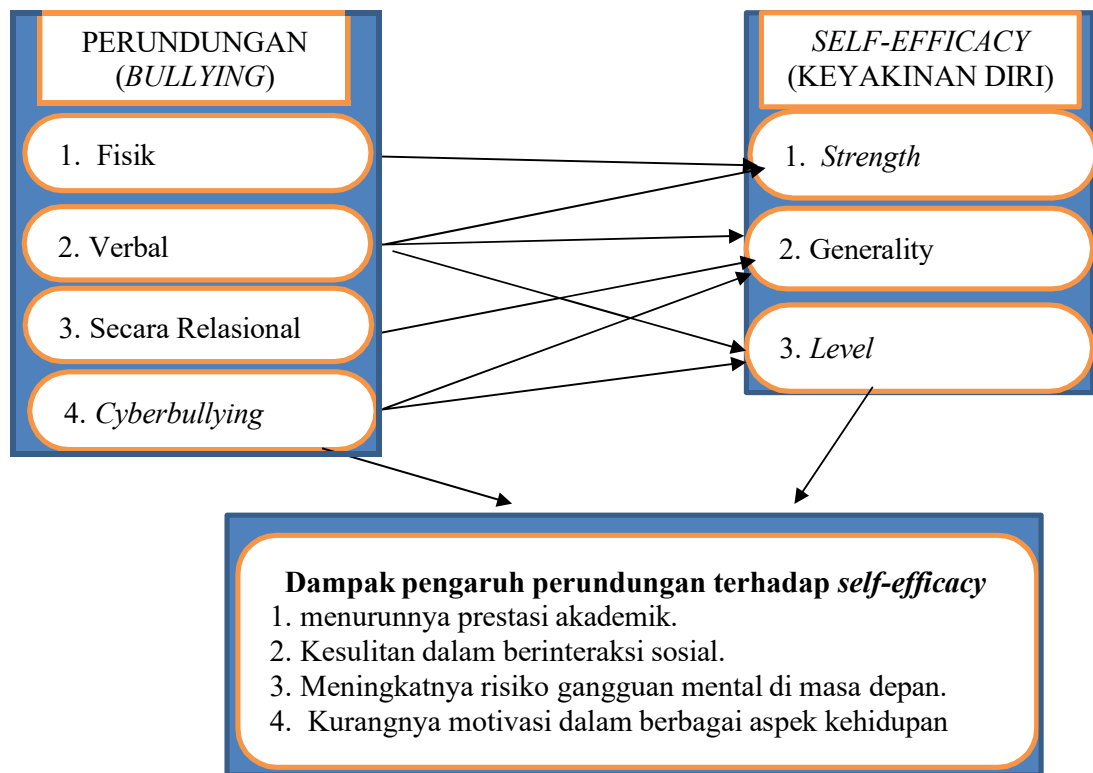 PERUNDUNGAN
(BULLYING)
1. Fisik
2. Verbal
3. Secara Relasional
4. Cyberbullying
SELF-EFFICACY
(KEYAKINAN DIRI)
1. Strength
2. Generality
3. Level
Dampak pengaruh perundungan terhadap self-efficacy
1. menurunnya prestasi akademik.
2. Kesulitan dalam berinteraksi sosial.
3. Meningkatnya risiko gangguan mental di masa depan.
4. Kurangnya motivasi dalam berbagai aspek kehidupan